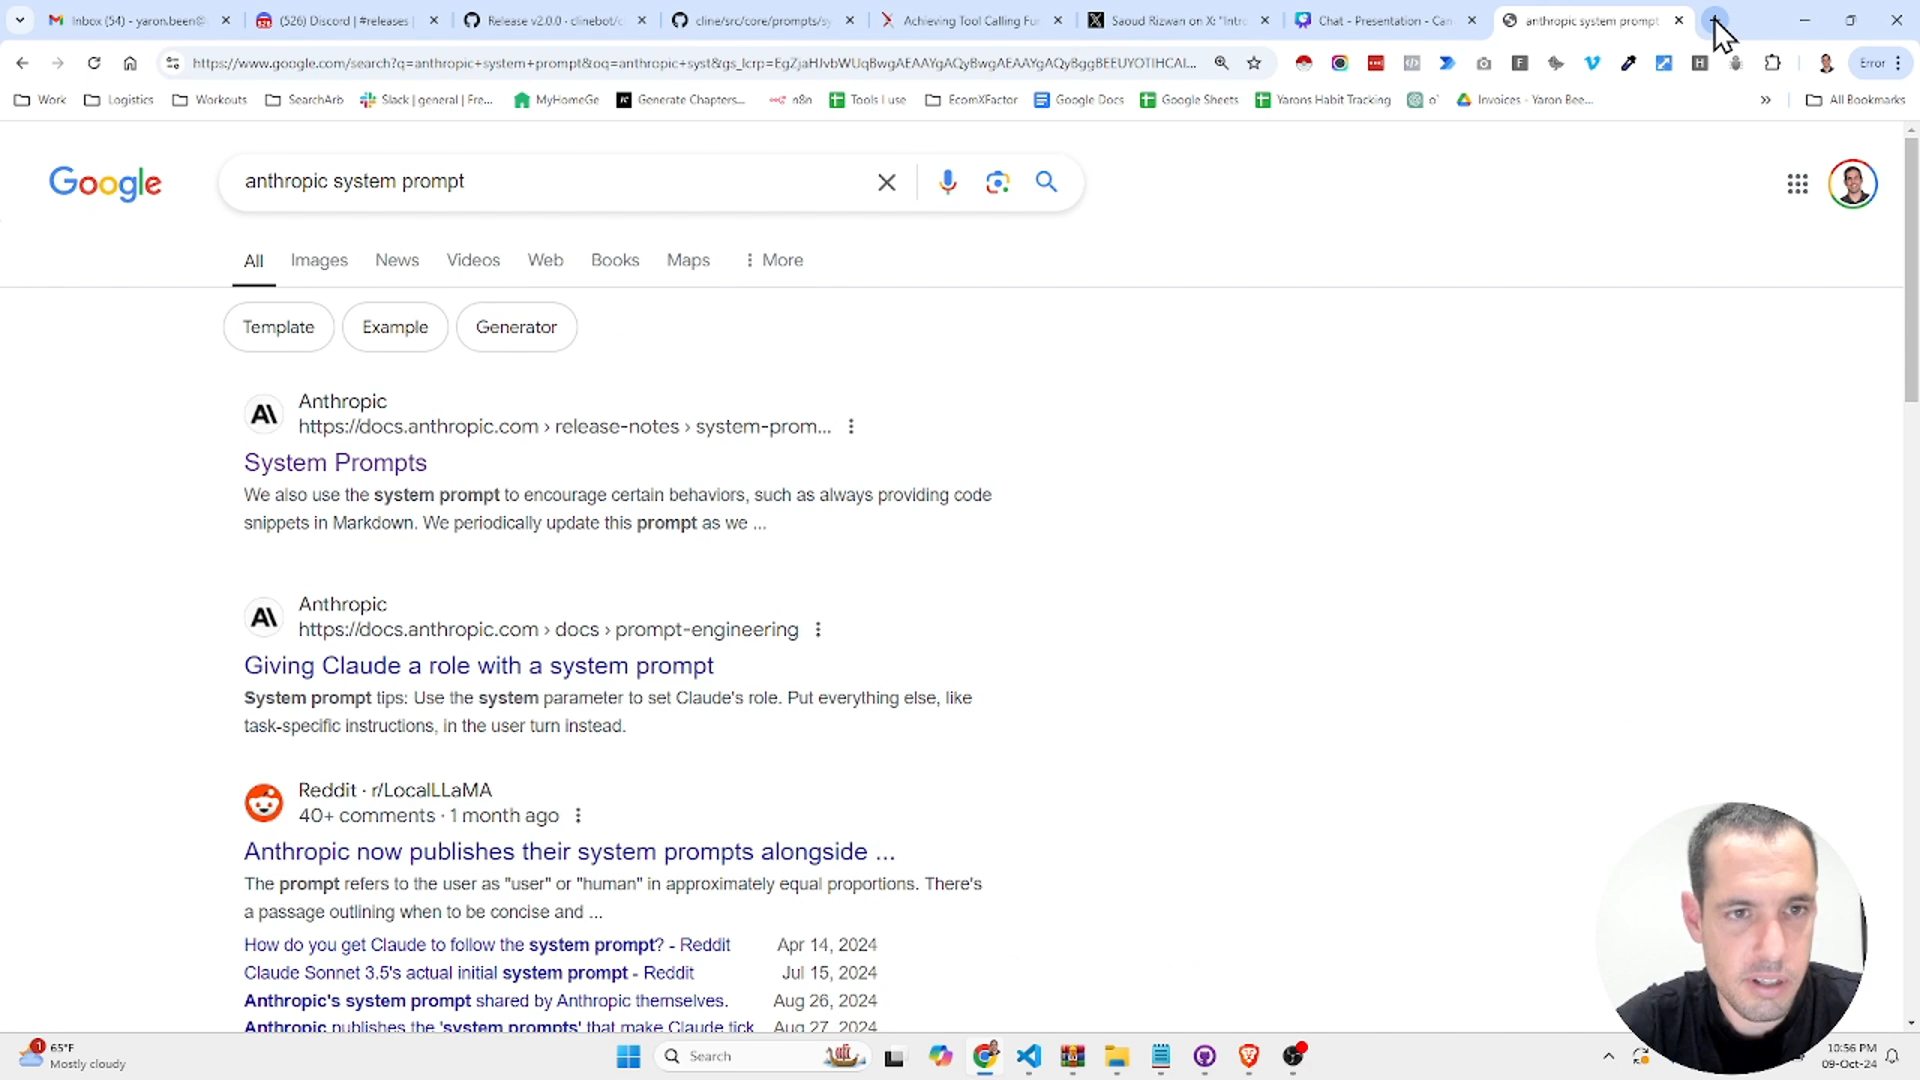 Inbox (54) - yaron.been@
(526) Discord | #releases |
Release v2.0.0 · clinebot/c
cline/src/core/prompts/sy
Achieving Tool Calling Fu
Saoud Rizwan on X: "Intro
Chat - Presentation - Can
anthropic system prompt
https://www.google.com/search?q=anthropic+system+prompt&oq=anthropic+syst&gs_lcrp=EgZjaHJvbWUqBwgAEAAYgAQyBwgAEAAYgAQyBggBEEUYOTIHCAI...
Error
Work
Logistics
Workouts
SearchArb
Slack | general | Fre...
MyHomeGe
Generate Chapters...
n8n
Tools I use
EcomXFactor
Google Docs
Google Sheets
Yarons Habit Tracking
o'
Invoices - Yaron Bee...
»
All Bookmarks
Google
anthropic system prompt
All
Images
News
Videos
Web
Books
Maps
More
Template
Example
Generator
Anthropic
https://docs.anthropic.com › release-notes › system-prom...
System Prompts
We also use the system prompt to encourage certain behaviors, such as always providing code
snippets in Markdown. We periodically update this prompt as we ...
Anthropic
https://docs.anthropic.com › docs › prompt-engineering
Giving Claude a role with a system prompt
System prompt tips: Use the system parameter to set Claude's role. Put everything else, like
task-specific instructions, in the user turn instead.
Reddit · r/LocalLLaMA
40+ comments · 1 month ago
Anthropic now publishes their system prompts alongside ...
The prompt refers to the user as "user" or "human" in approximately equal proportions. There's
a passage outlining when to be concise and ...
How do you get Claude to follow the system prompt? - Reddit Apr 14, 2024
Claude Sonnet 3.5's actual initial system prompt - Reddit Jul 15, 2024
Anthropic's system prompt shared by Anthropic themselves. Aug 26, 2024
Anthropic publishes the 'system prompts' that make Claude tick Aug 27, 2024
1
65°F
Mostly cloudy
Search
10:56 PM
09-Oct-24